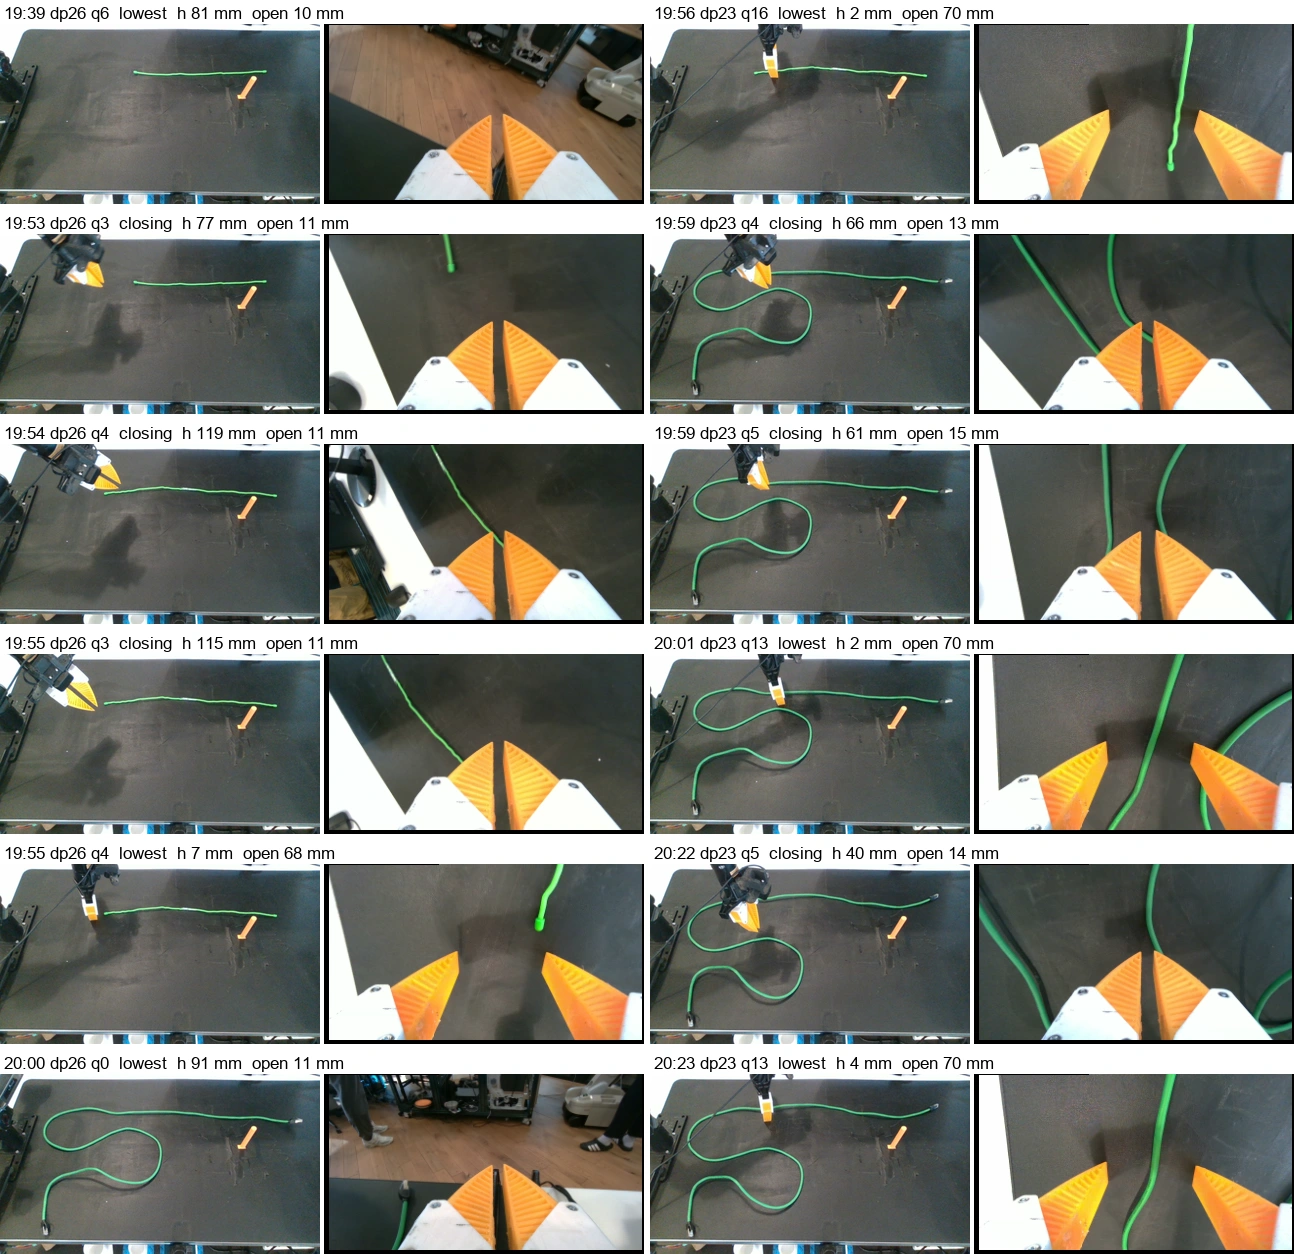 19:39 dp26 q6 lowest h 81 mm open 10 mm
19:56 dp23 q16 lowest h 2 mm open 70 mm
19:53 dp26 q3 closing h 77 mm open 11 mm
19:59 dp23 q4 closing h 66 mm open 13 mm
19:54 dp26 q4 closing h 119 mm open 11 mm
19:59 dp23 q5 closing h 61 mm open 15 mm
19:55 dp26 q3 closing h 115 mm open 11 mm
20:01 dp23 q13 lowest h 2 mm open 70 mm
19:55 dp26 q4 lowest h 7 mm open 68 mm
20:22 dp23 q5 closing h 40 mm open 14 mm
20:00 dp26 q0 lowest h 91 mm open 11 mm
20:23 dp23 q13 lowest h 4 mm open 70 mm